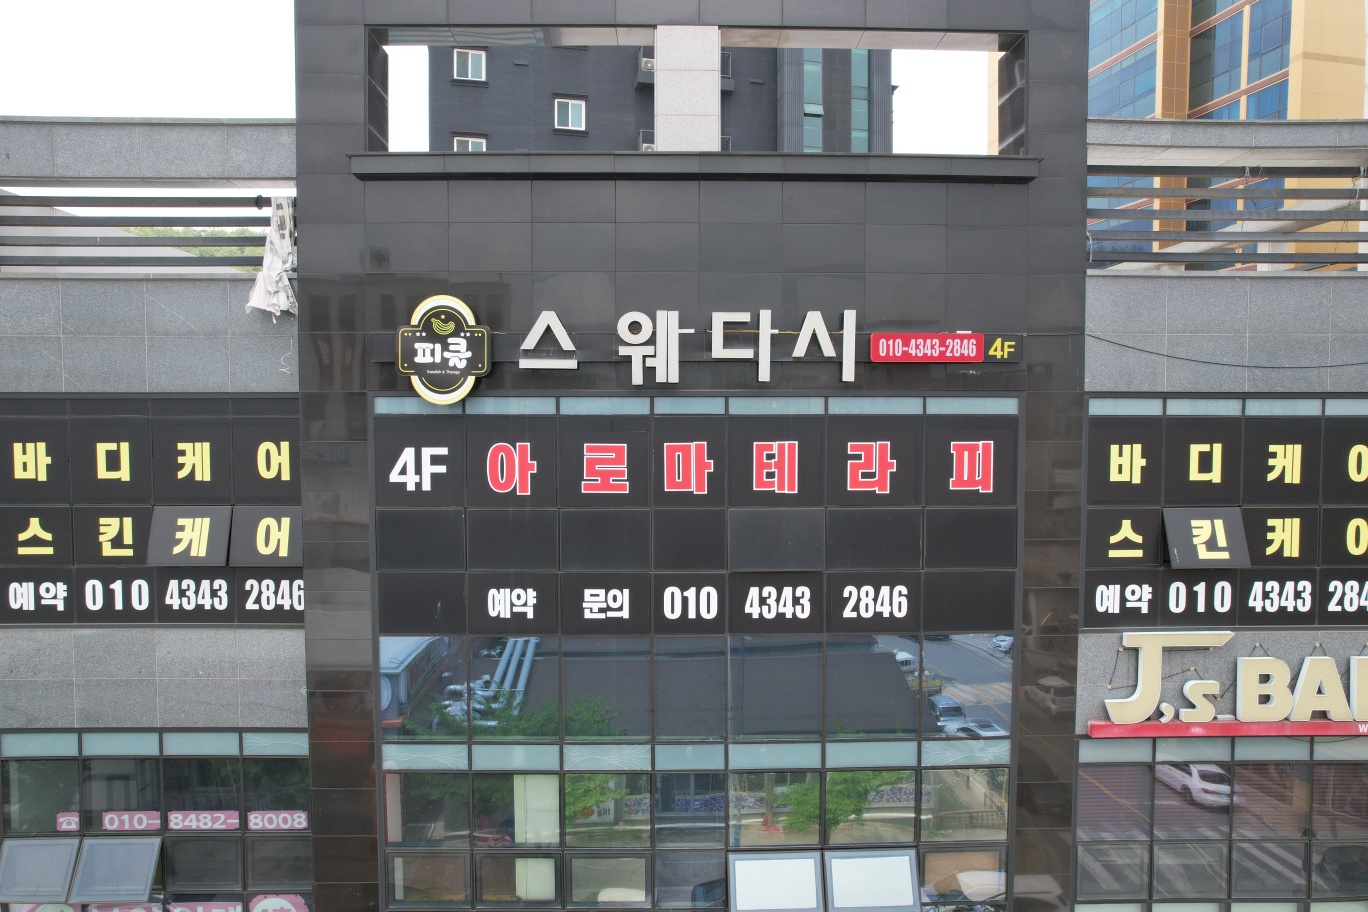 피클
Swedish & Therapy
스웨다시
010-4343-2846 4F
4F 아로마테라피
예약 문의 010 4343 2846
바디케어
스킨케어
예약 010 4343 2846
바디케어
스킨케어
예약 010 4343 284
J's BA
010-8482-8008